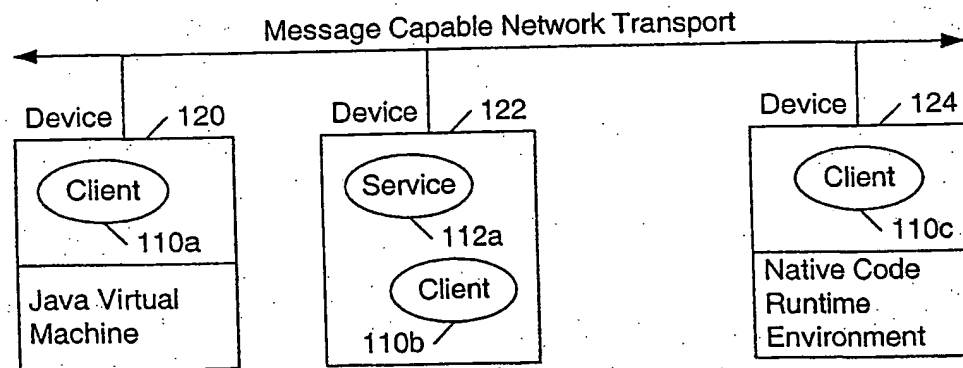 Message Capable Network Transport
Device
120
Device
122
Device
124
Client
110a
Java Virtual
Machine
Service
112a
Client
110b
Client
110c
Native Code
Runtime
Environment